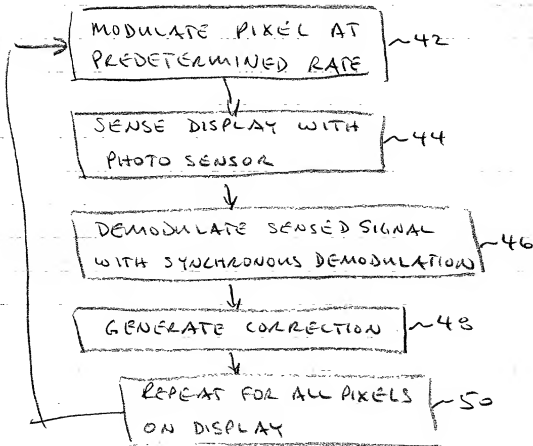 MODULATE PIXEL AT
PREDETERMINED RATE
~42
SENSE DISPLAY WITH
PHOTO SENSOR
~44
DEMODULATE SENSED SIGNAL
WITH SYNCHRONOUS DEMODULATION
~46
GENERATE CORRECTION
~48
REPEAT FOR ALL PIXELS
ON DISPLAY
~50